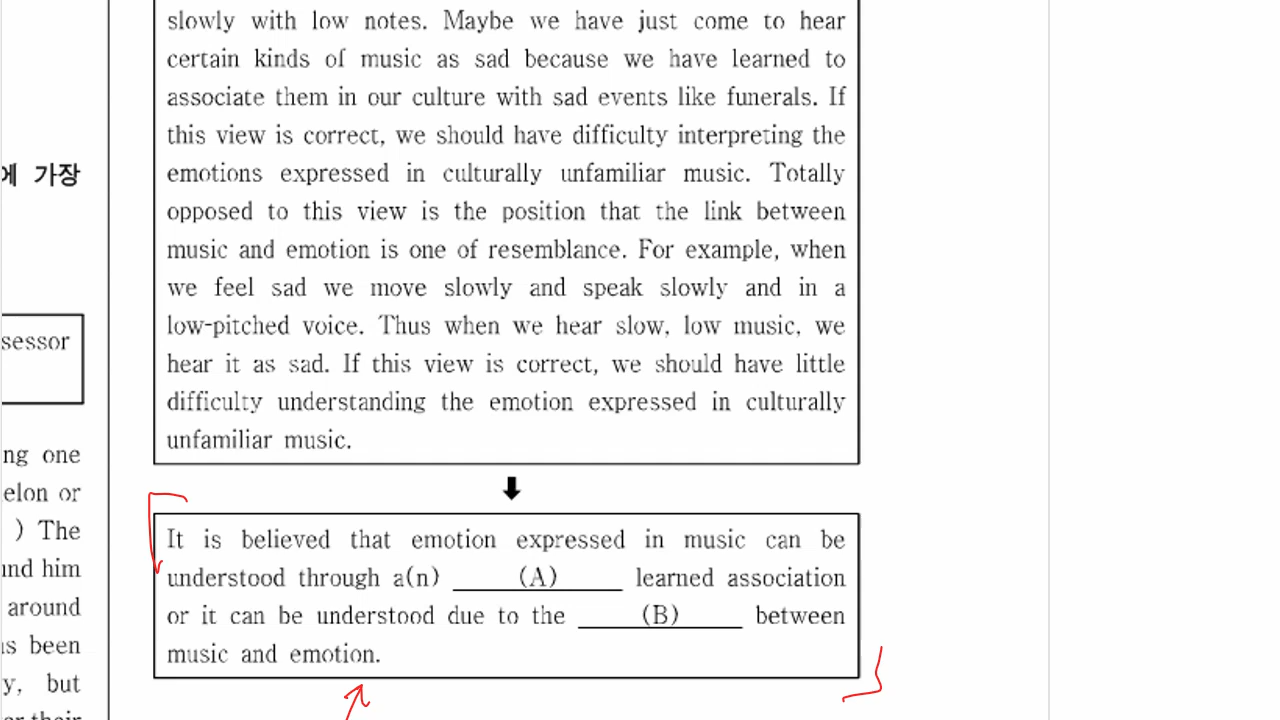 에 가장
sessor
ng one
elon or
) The
und him
around
as been
y, but
slowly with low notes. Maybe we have just come to hear
certain kinds of music as sad because we have learned to
associate them in our culture with sad events like funerals. If
this view is correct, we should have difficulty interpreting the
emotions expressed in culturally unfamiliar music. Totally
opposed to this view is the position that the link between
music and emotion is one of resemblance. For example, when
we feel sad we move slowly and speak slowly and in a
low-pitched voice. Thus when we hear slow, low music, we
hear it as sad. If this view is correct, we should have little
difficulty understanding the emotion expressed in culturally
unfamiliar music.
It is believed that emotion expressed in music can be
understood through a(n) ____(A)____ learned association
or it can be understood due to the ____(B)____ between
music and emotion.